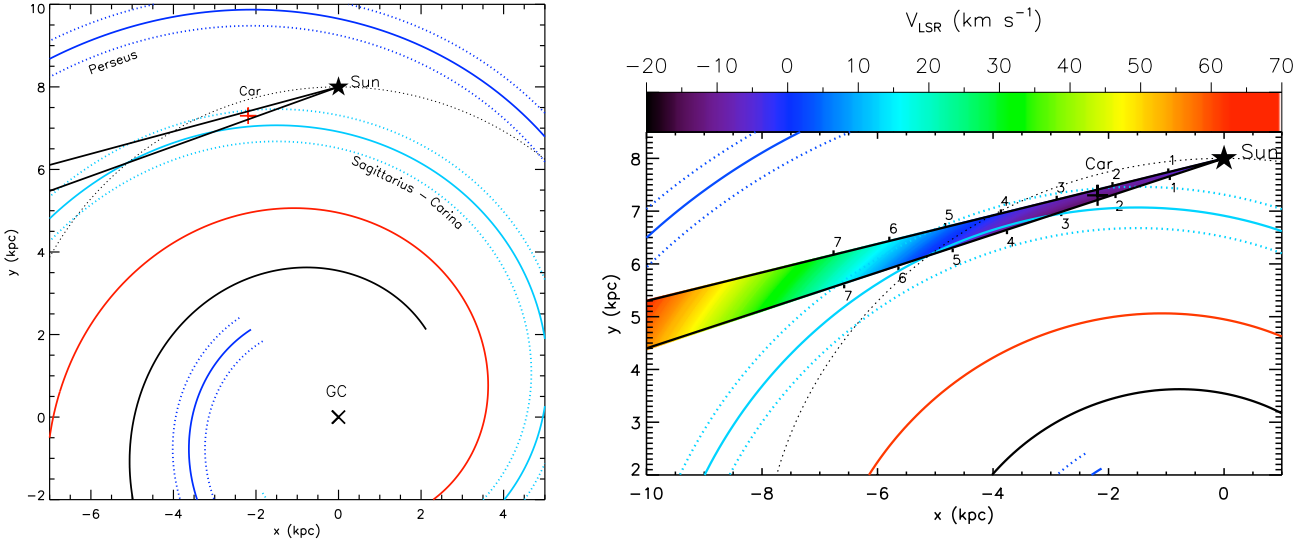 10
8
6
4
2
0
−2
−6
−4
−2
0
2
4
x (kpc)
y (kpc)
Perseus
Car
Sun
Sagittarius − Carina
GC
V_LSR (km s⁻¹)
−20 −10 0 10 20 30 40 50 60 70
8
7
6
5
4
3
2
−10 −8 −6 −4 −2 0
x (kpc)
y (kpc)
Car
Sun
1
2
3
4
5
6
7
1
2
3
4
5
6
7